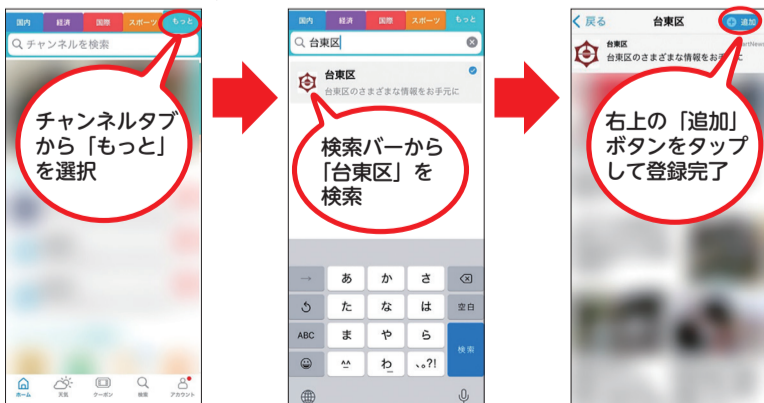 国内 経済 国際 スポーツ もっと
チャンネルを検索
チャンネルタブ
から「もっと」
を選択
ホーム 天気 クーポン 検索 アカウント
国内 経済 国際 スポーツ もっと
台東区
台東区
台東区のさまざまな情報をお手元に
検索バーから
「台東区」を
検索
→ あ か さ
た な は 空白
ABC ま や ら 検索
^^ わ 、。?!
戻る 台東区 追加
台東区
台東区のさまざまな情報をお手元に
右上の「追加」
ボタンをタップ
して登録完了